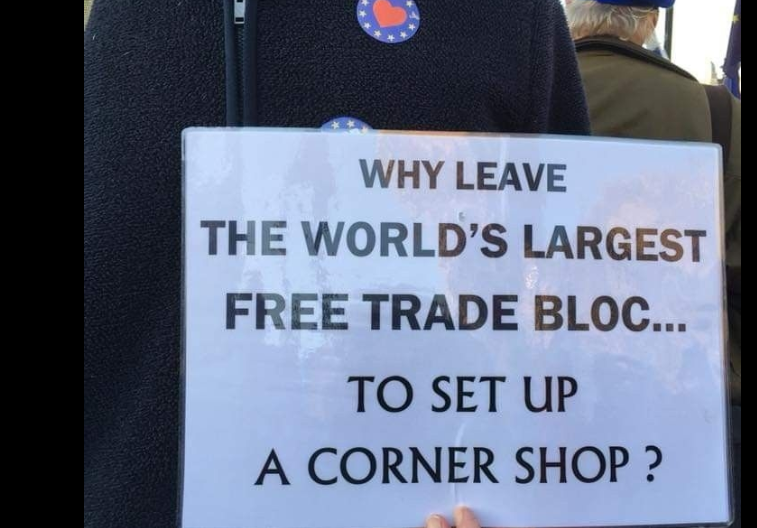 WHY LEAVE
THE WORLD'S LARGEST
FREE TRADE BLOC...
TO SET UP
A CORNER SHOP ?